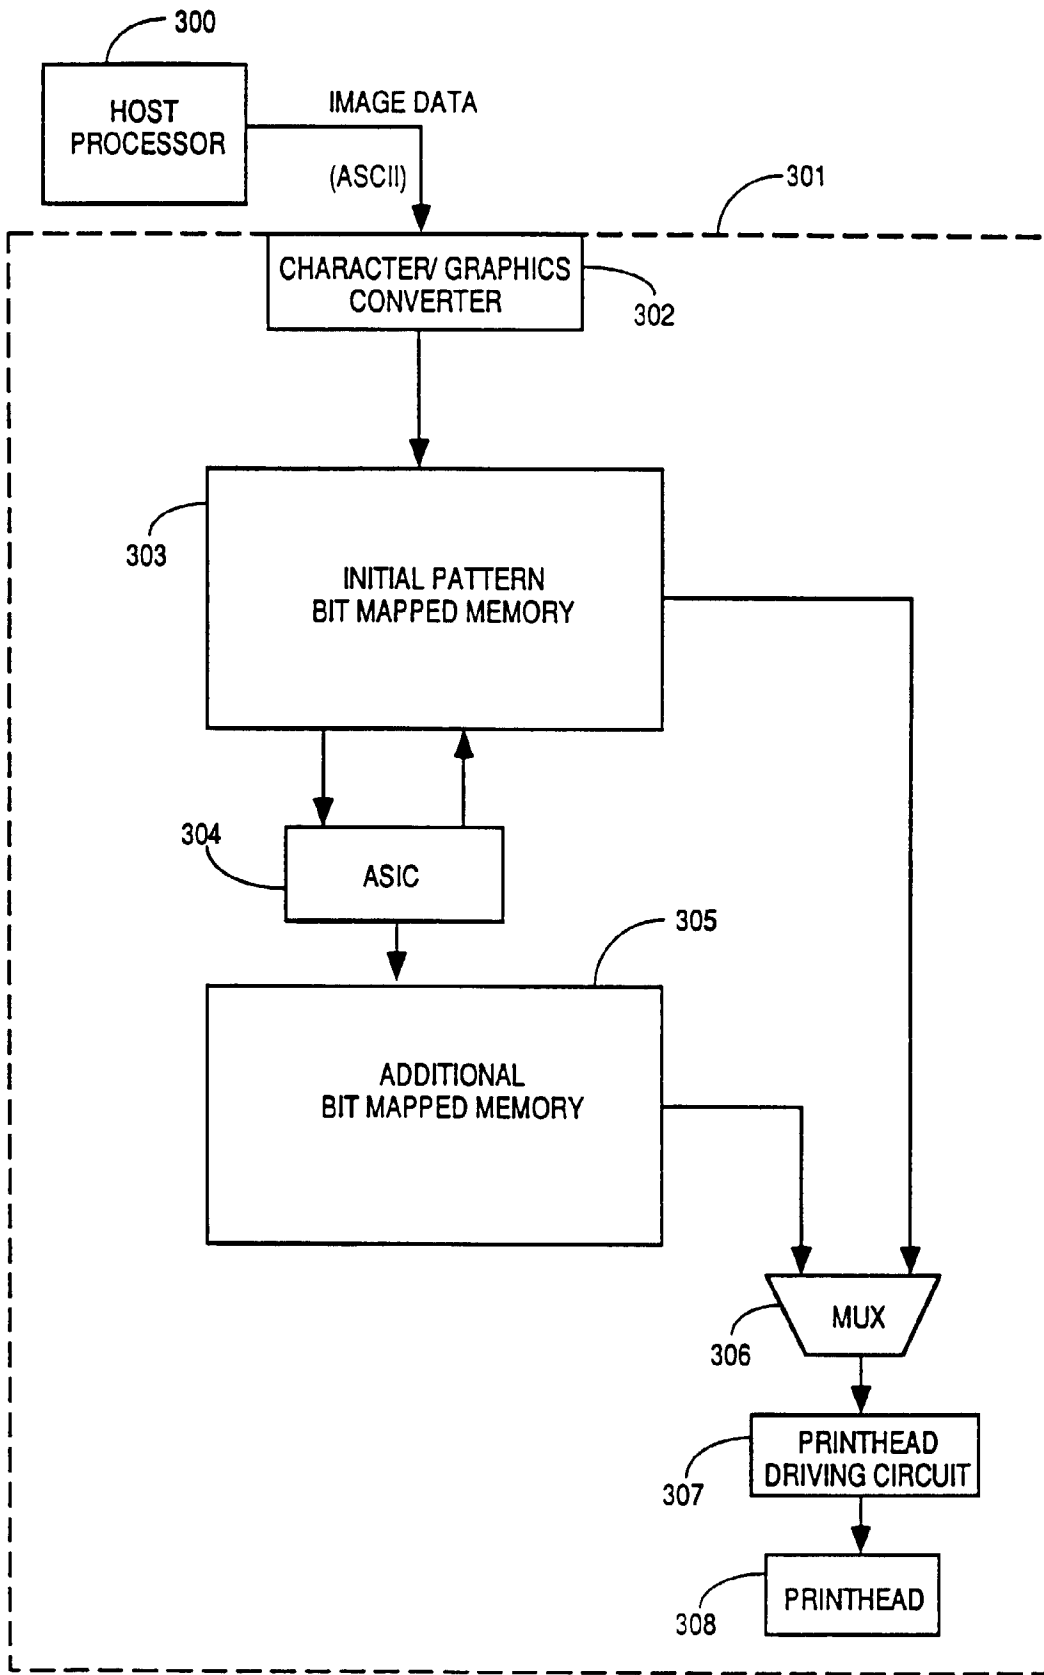 300
HOST
PROCESSOR
IMAGE DATA
(ASCII)
301
CHARACTER/ GRAPHICS
CONVERTER
302
303
INITIAL PATTERN
BIT MAPPED MEMORY
304
ASIC
305
ADDITIONAL
BIT MAPPED MEMORY
MUX
306
PRINTHEAD
DRIVING CIRCUIT
307
PRINTHEAD
308